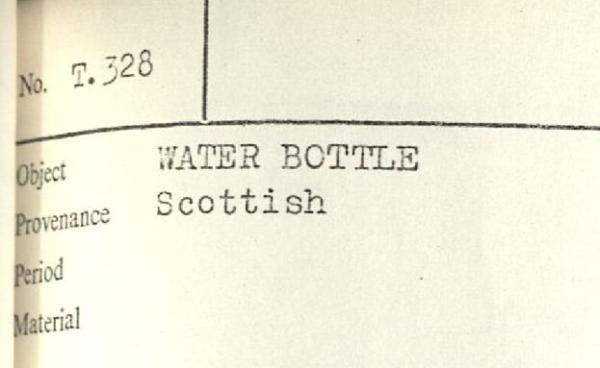 No. T.328
Object WATER BOTTLE
Provenance Scottish
Period
Material